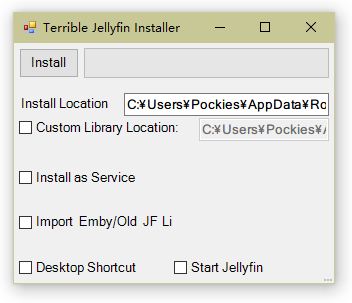 Terrible Jellyfin Installer
Install
Install Location
C:¥Users¥Pockies¥AppData¥Ro
Custom Library Location:
C:¥Users¥Pockies¥A
Install as Service
Import Emby/Old JF Li
Desktop Shortcut
Start Jellyfin